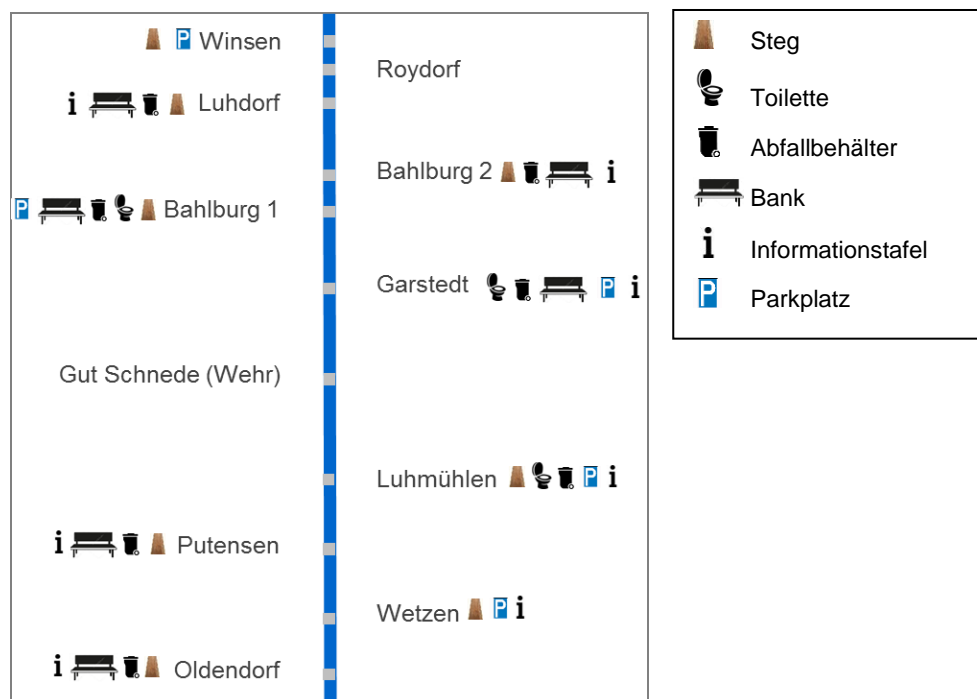 Winsen
Roydorf
Luhdorf
Bahlburg 2
Bahlburg 1
Garstedt
Gut Schnede (Wehr)
Luhmühlen
Putensen
Wetzen
Oldendorf
Steg
Toilette
Abfallbehälter
Bank
Informationstafel
Parkplatz